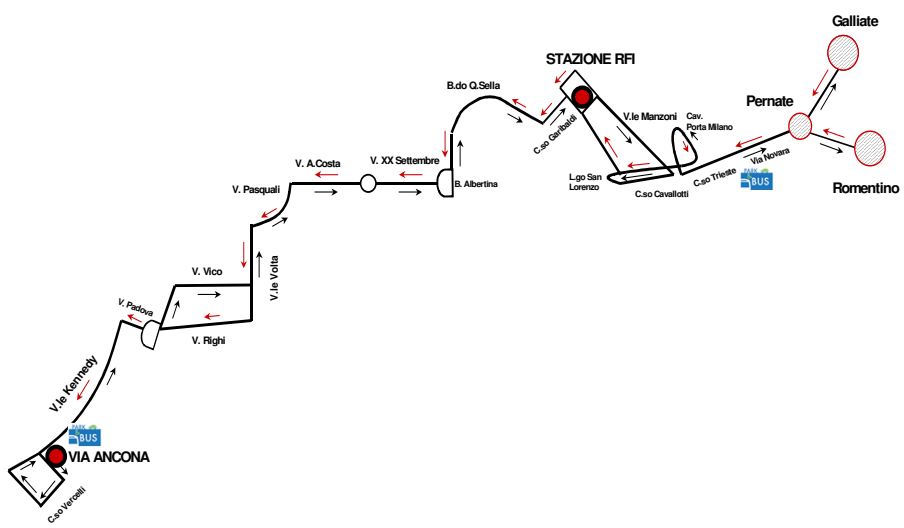 Galliate
STAZIONE RFI
B.do Q.Sella
Pernate
V.le Manzoni
Cav.
Porta Milano
C.so Garibaldi
Via Novara
V. XX Settembre
V. A.Costa
L.go San
Lorenzo
C.so Trieste
PARK
BUS
Romentino
V. Pasquali
B. Albertina
C.so Cavallotti
V.le Volta
V. Vico
V. Padova
V. Righi
V.le Kennedy
PARK
BUS
VIA ANCONA
C.so Vercelli